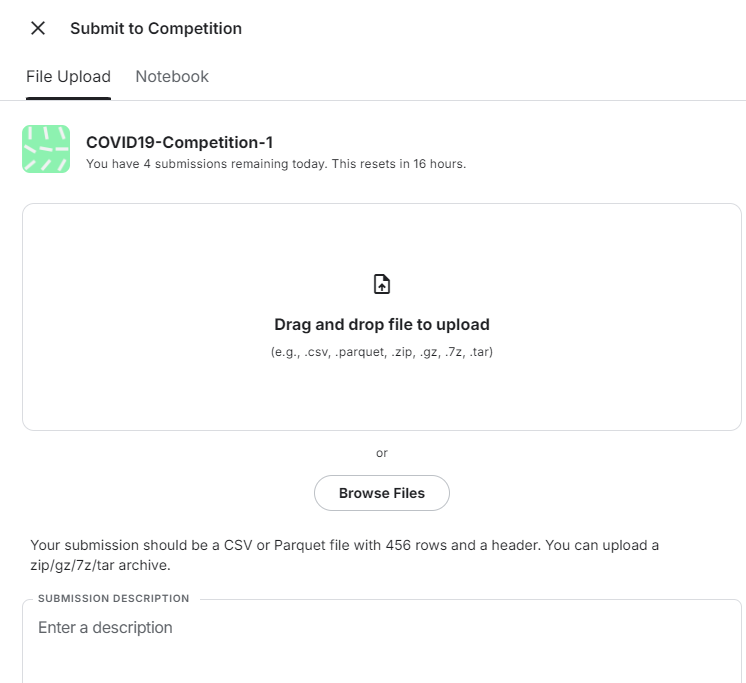 Submit to Competition
File Upload
Notebook
COVID19-Competition-1
You have 4 submissions remaining today. This resets in 16 hours.
Drag and drop file to upload
(e.g., .csv, .parquet, .zip, .gz, .7z, .tar)
or
Browse Files
Your submission should be a CSV or Parquet file with 456 rows and a header. You can upload a
zip/gz/7z/tar archive.
SUBMISSION DESCRIPTION
Enter a description